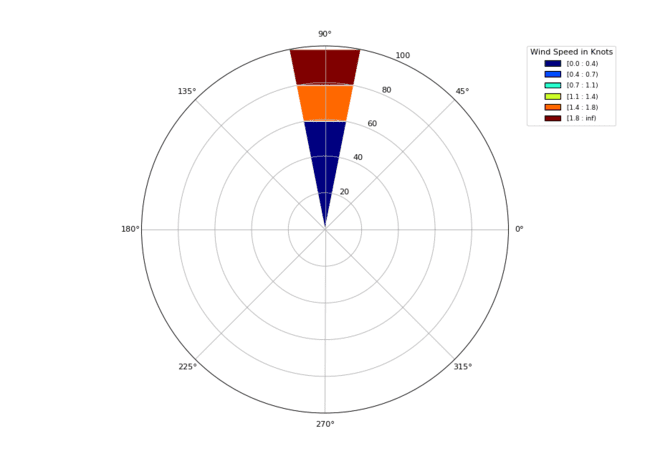 90°
Wind Speed in Knots
[0.0 : 0.4)
[0.4 : 0.7)
[0.7 : 1.1)
[1.1 : 1.4)
[1.4 : 1.8)
[1.8 : inf)
100
135°
80
45°
60
40
20
180°
0°
225°
315°
270°